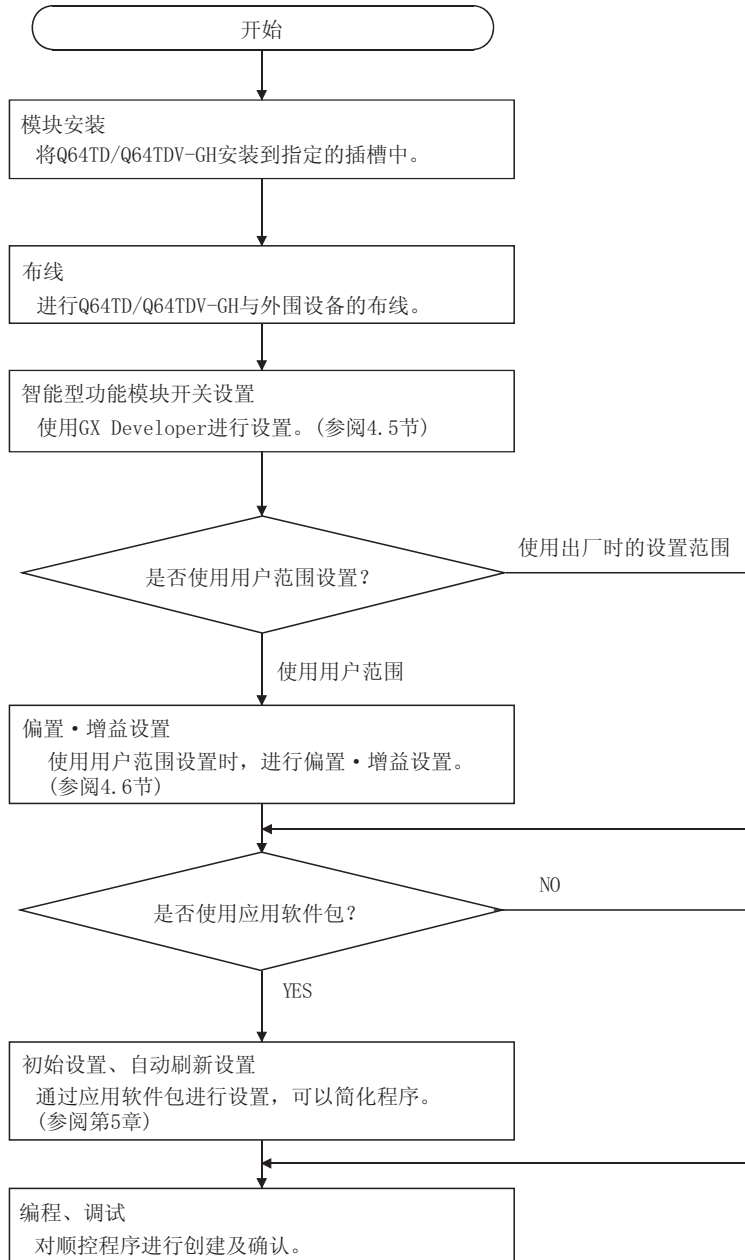 开始
模块安装
将Q64TD/Q64TDV-GH安装到指定的插槽中。
布线
进行Q64TD/Q64TDV-GH与外围设备的布线。
智能型功能模块开关设置
使用GX Developer进行设置。(参阅4.5节)
使用出厂时的设置范围
是否使用用户范围设置？
使用用户范围
偏置·增益设置
使用用户范围设置时，进行偏置·增益设置。
(参阅4.6节)
NO
是否使用应用软件包？
YES
初始设置、自动刷新设置
通过应用软件包进行设置，可以简化程序。
(参阅第5章)
编程、调试
对顺控程序进行创建及确认。